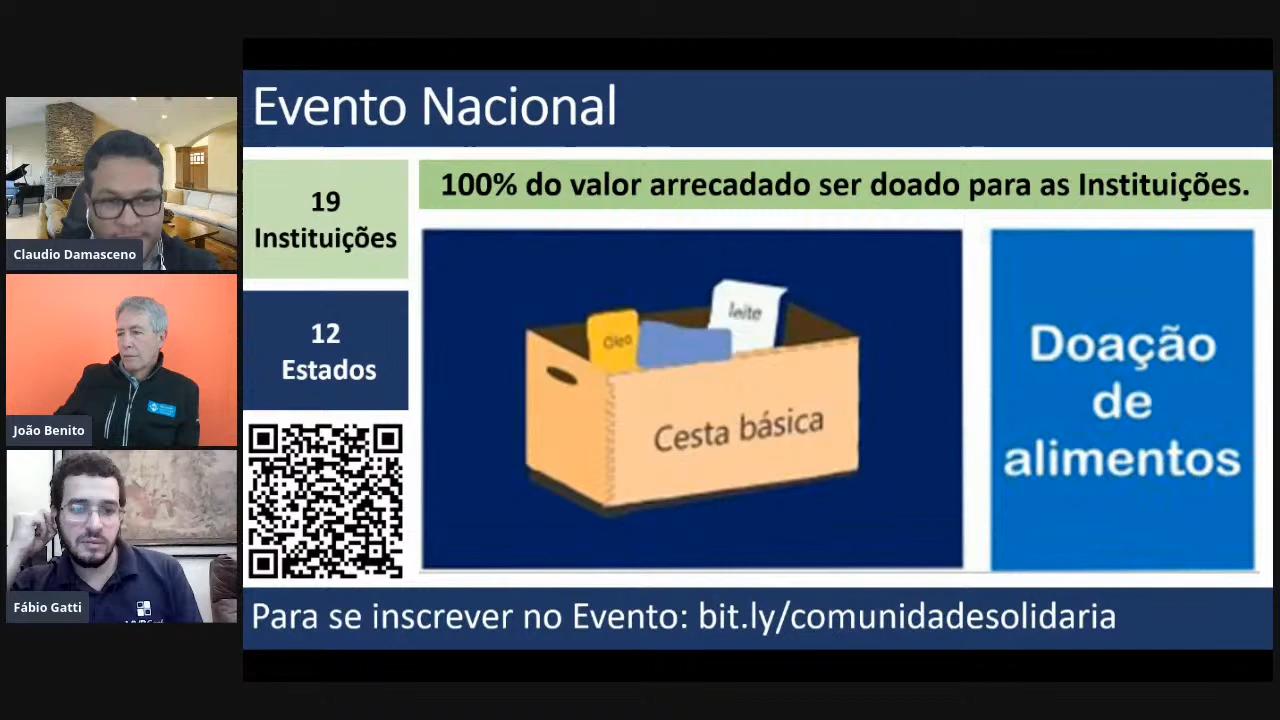 Evento Nacional
19
Instituições
100% do valor arrecadado ser doado para as Instituições.
12
Estados
Óleo
leite
Cesta básica
Doação
de
alimentos
Para se inscrever no Evento: bit.ly/comunidadesolidaria
Claudio Damasceno
João Benito
Fábio Gatti